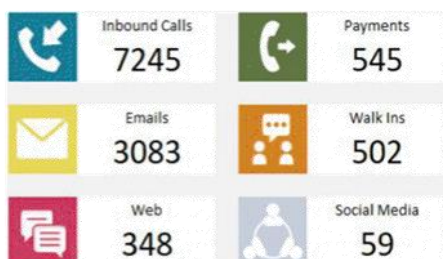 Inbound Calls
7245
Payments
545
Emails
3083
Walk Ins
502
Web
348
Social Media
59